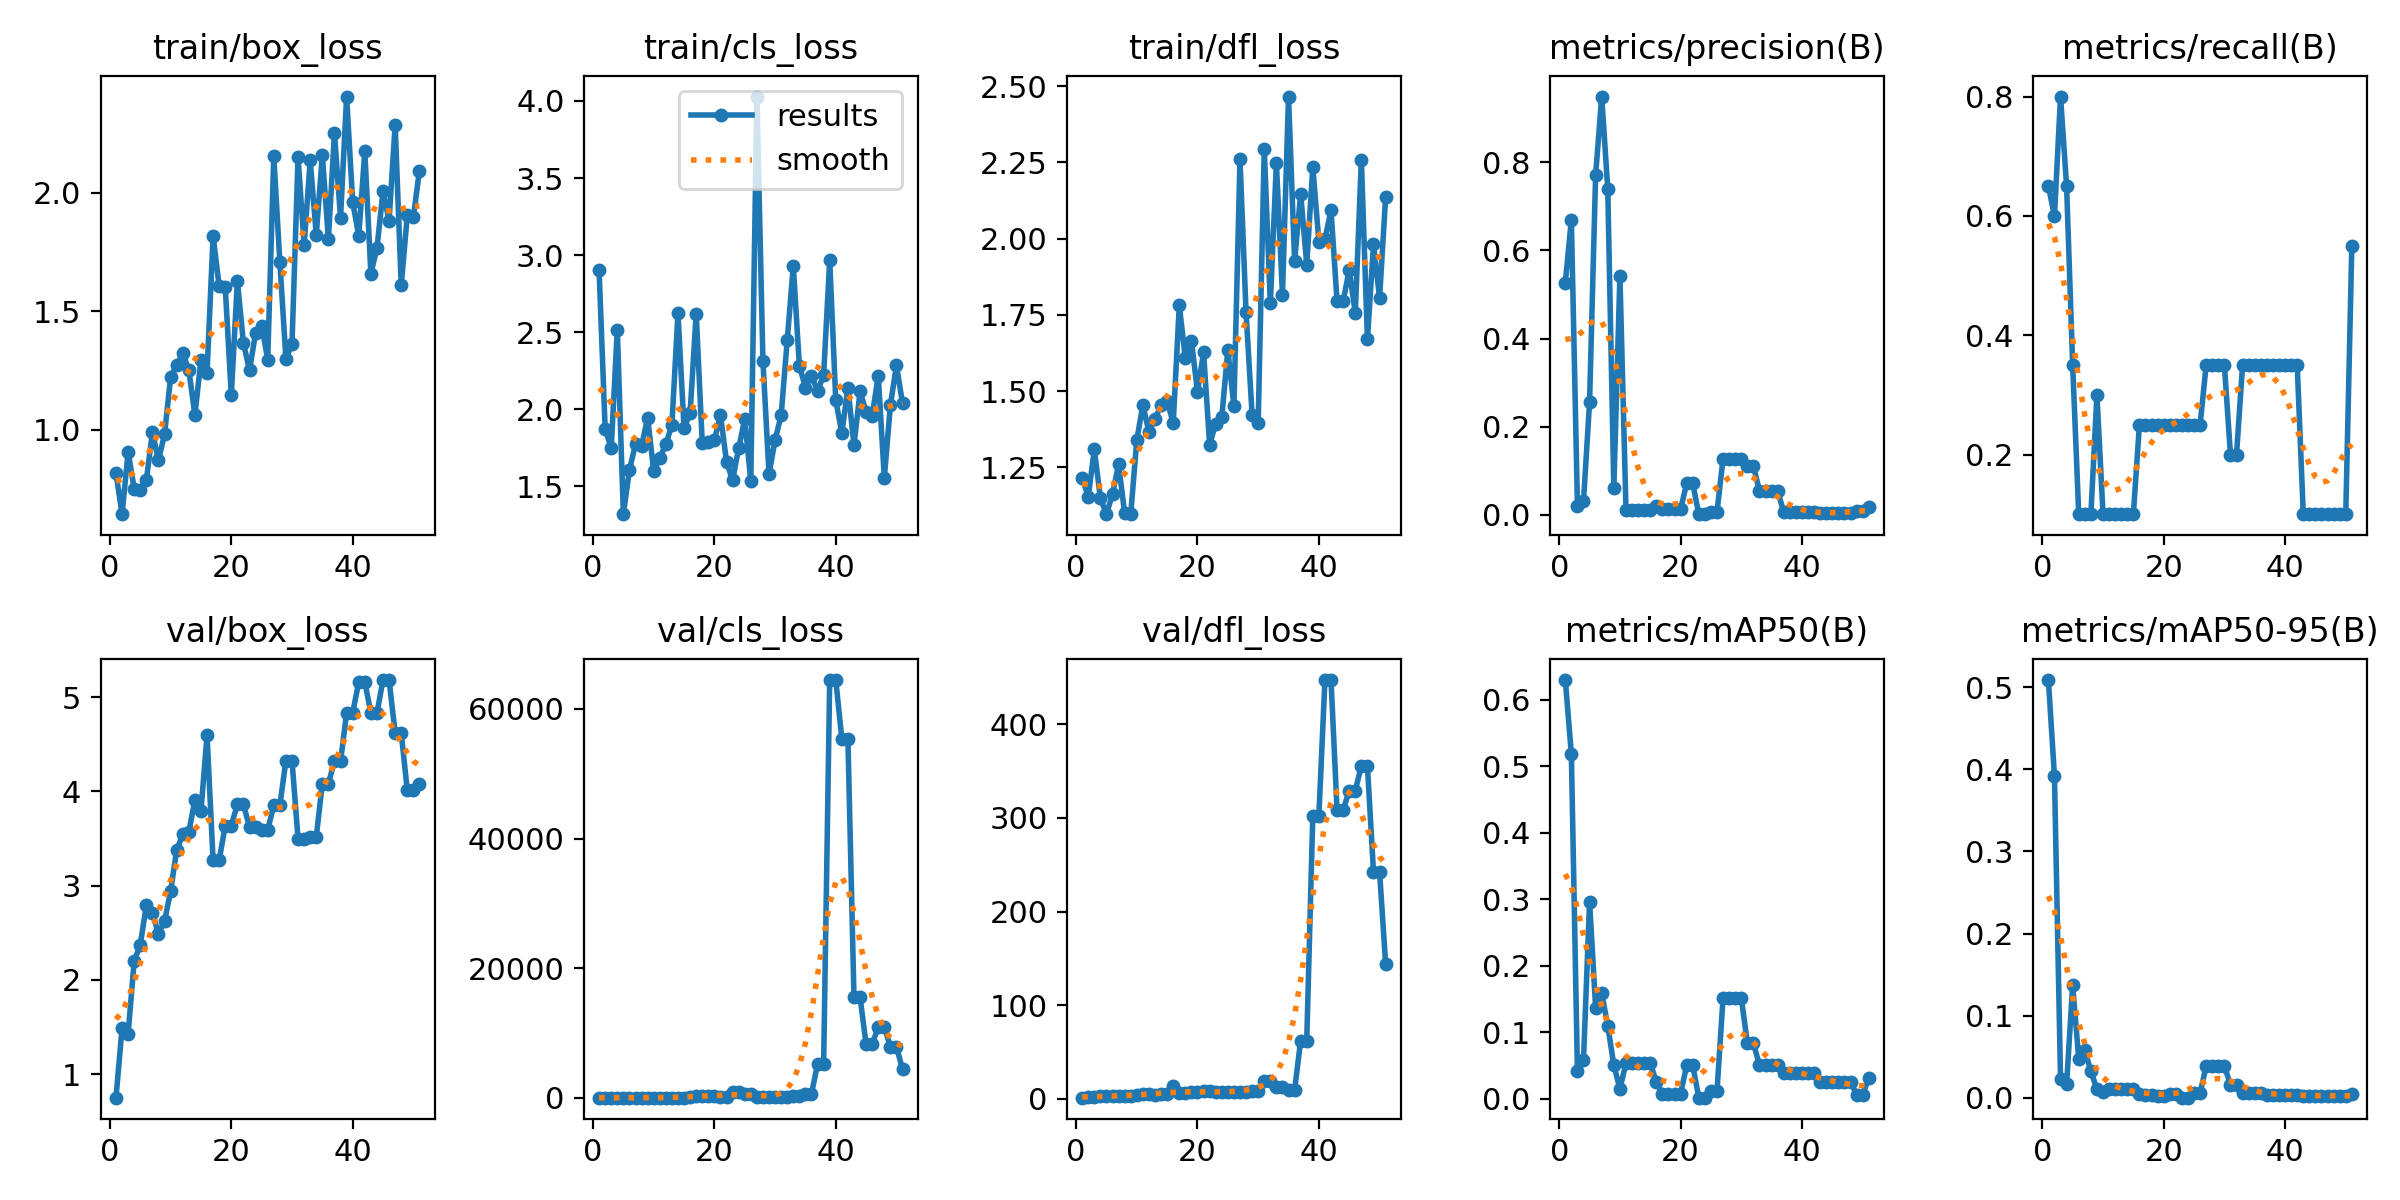 train/box_loss
2.0
1.5
1.0
0 20 40
train/cls_loss
results
smooth
4.0
3.5
3.0
2.5
2.0
1.5
0 20 40
train/dfl_loss
2.50
2.25
2.00
1.75
1.50
1.25
0 20 40
metrics/precision(B)
0.8
0.6
0.4
0.2
0.0
0 20 40
metrics/recall(B)
0.8
0.6
0.4
0.2
0 20 40
val/box_loss
5
4
3
2
1
0 20 40
val/cls_loss
60000
40000
20000
0
0 20 40
val/dfl_loss
400
300
200
100
0
0 20 40
metrics/mAP50(B)
0.6
0.5
0.4
0.3
0.2
0.1
0.0
0 20 40
metrics/mAP50-95(B)
0.5
0.4
0.3
0.2
0.1
0.0
0 20 40